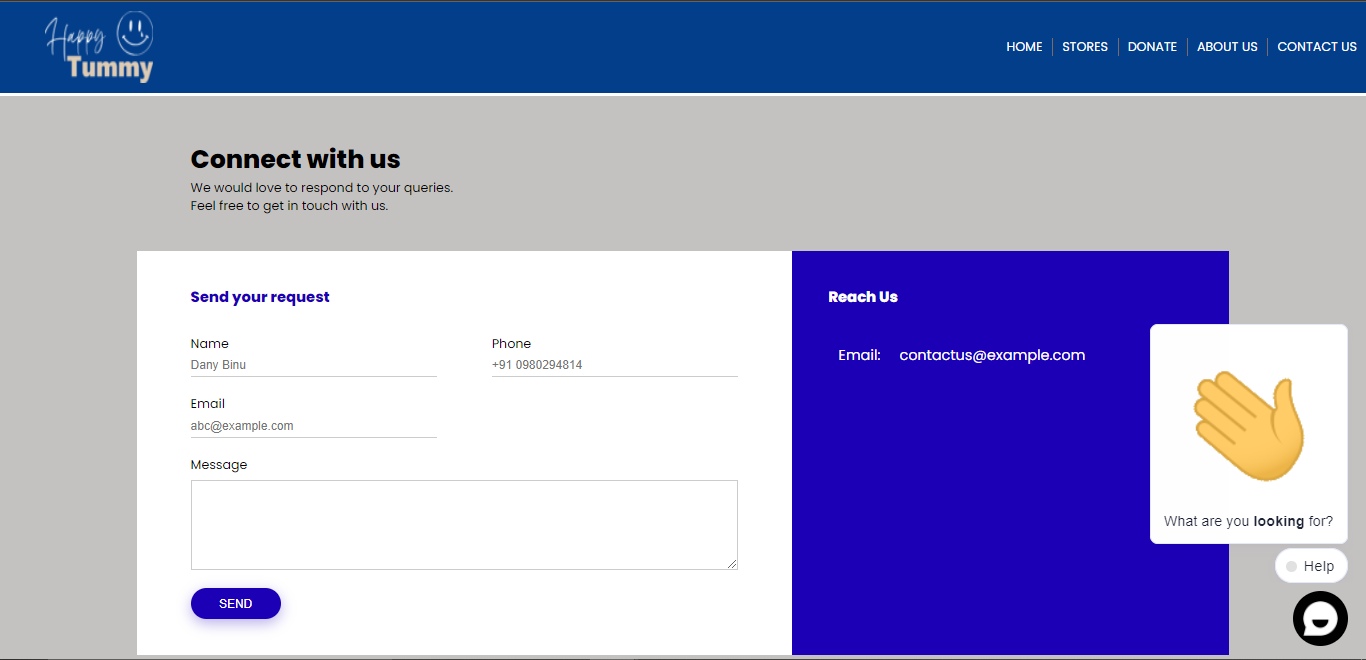 Happy
Tummy
HOME
STORES
DONATE
ABOUT US
CONTACT US
Connect with us
We would love to respond to your queries.
Feel free to get in touch with us.
Send your request
Name
Phone
Dany Binu
+91 0980294814
Email
abc@example.com
Message
SEND
Reach Us
Email: contactus@example.com
What are you looking for?
Help